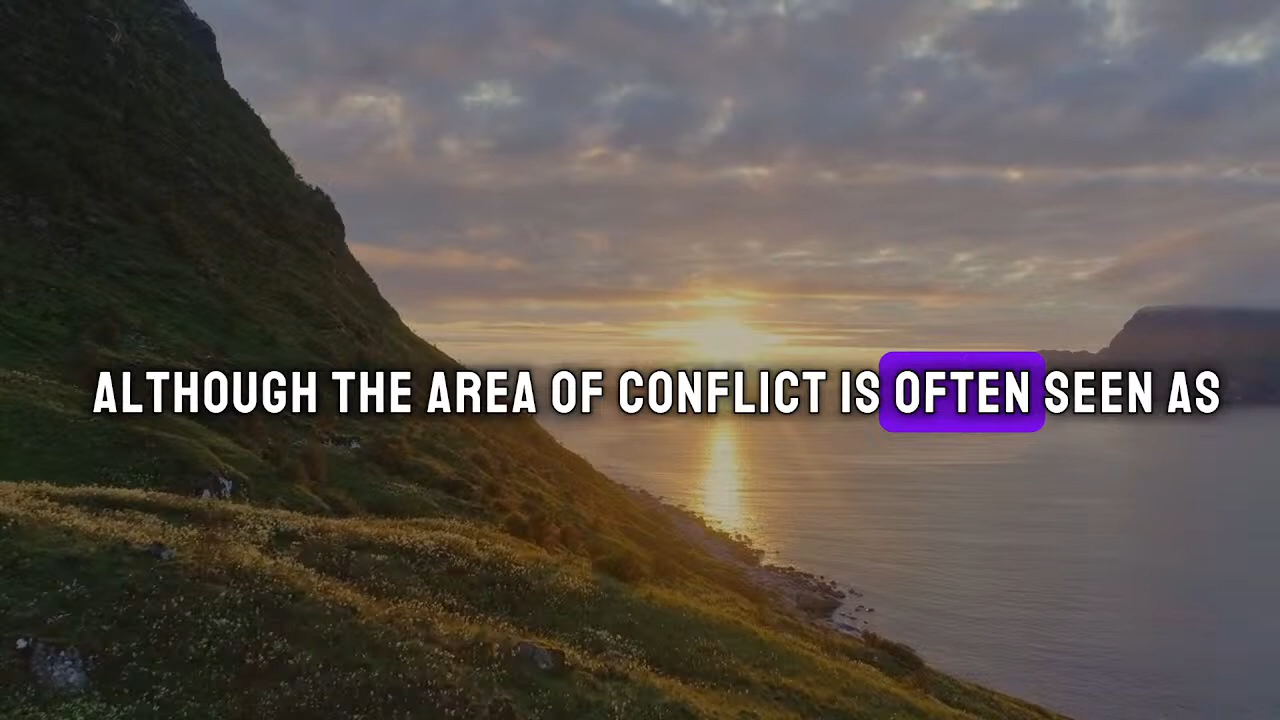 ALTHOUGH THE AREA OF CONFLICT IS OFTEN SEEN AS